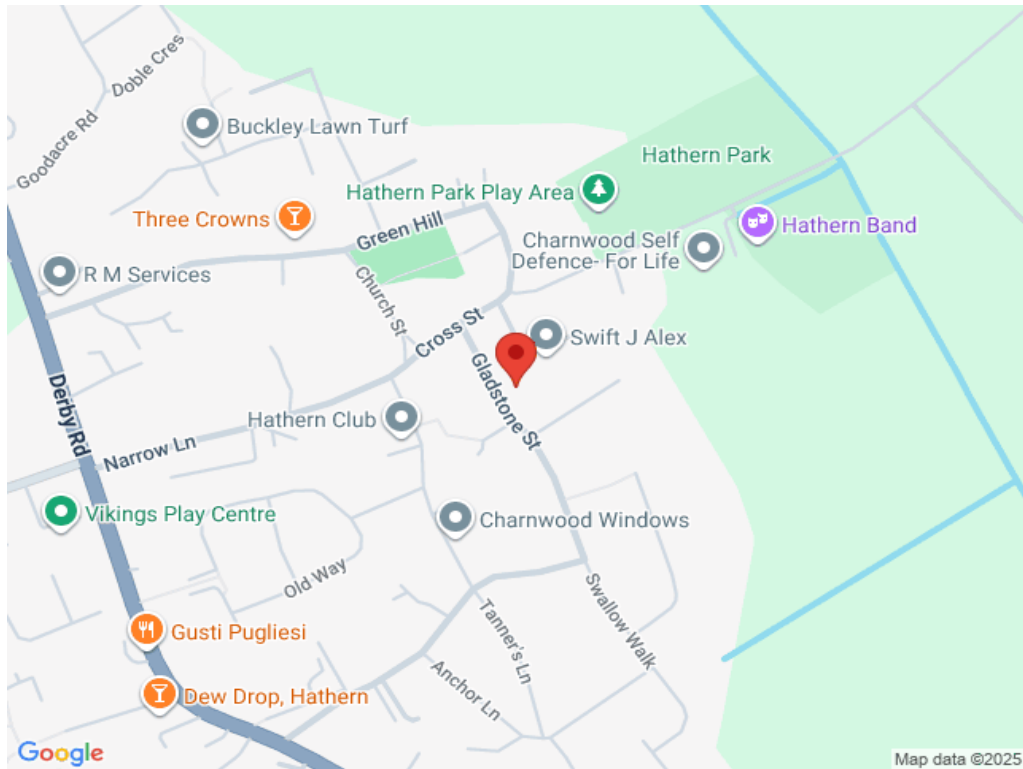 Doble Cres
Goodacre Rd
Buckley Lawn Turf
Hathern Park
Hathern Park Play Area
Three Crowns
Green Hill
Hathern Band
Charnwood Self
Defence- For Life
R M Services
Church St
Cross St
Swift J Alex
Gladstone St
Derby Rd
Hathern Club
Narrow Ln
Vikings Play Centre
Charnwood Windows
Old Way
Swallow Walk
Tanner's Ln
Gusti Pugliesi
Anchor Ln
Dew Drop, Hathern
Google
Map data ©2025